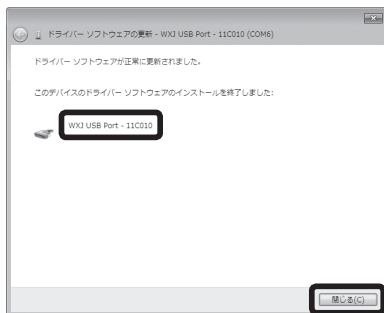 ドライバー ソフトウェアの更新 - WXJ USB Port - 11C010 (COM6)
ドライバー ソフトウェアが正常に更新されました。
このデバイスのドライバー ソフトウェアのインストールを終了しました:
WXJ USB Port - 11C010
閉じる(C)